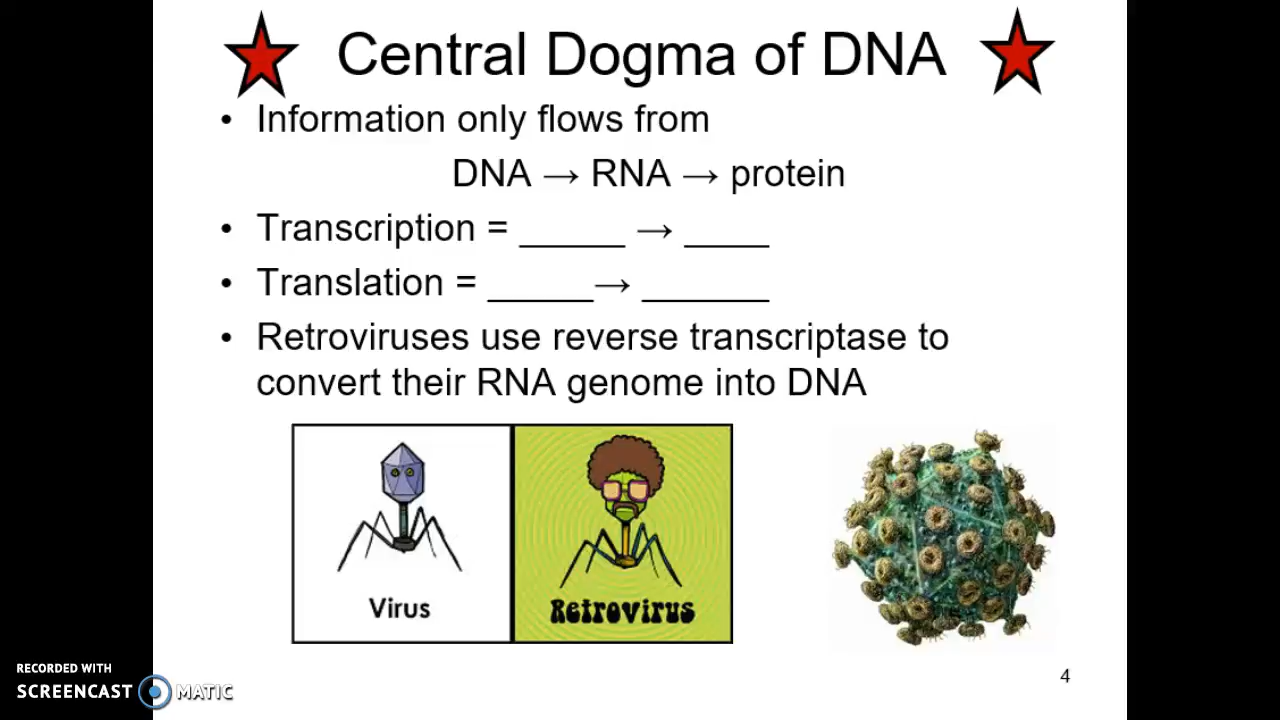 Central Dogma of DNA
• Information only flows from
DNA → RNA → protein
• Transcription = _____ → ____
• Translation = _____→ ______
• Retroviruses use reverse transcriptase to
convert their RNA genome into DNA
Virus
Retrovirus
4
RECORDED WITH
SCREENCAST MATIC